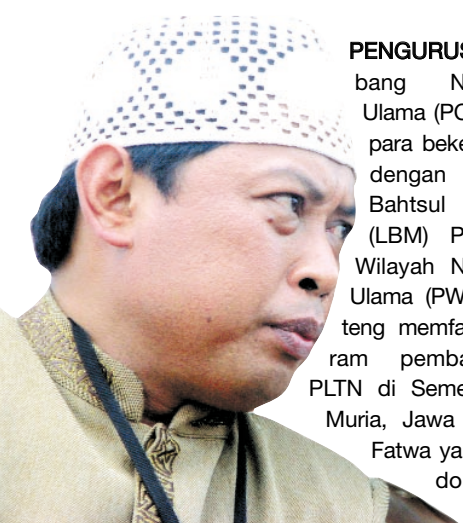 PENGURUS
bang N
Ulama (PC
para beke
dengan
Bahtsul
(LBM) P
Wilayah N
Ulama (PW
teng memfa
ram pemba
PLTN di Seme
Muria, Jawa
Fatwa ya
do